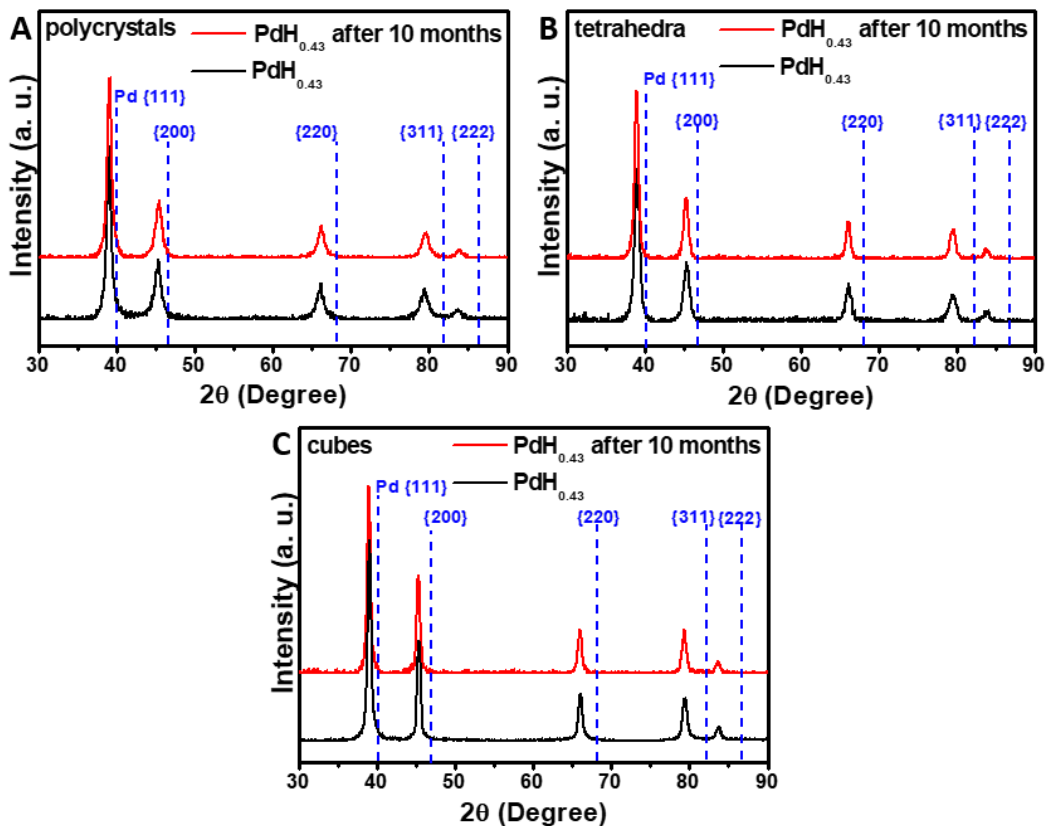 A polycrystals
PdH0.43 after 10 months
PdH0.43
Pd {111}
{200}
{220}
{311}
{222}
Intensity (a. u.)
30 40 50 60 70 80 90
2θ (Degree)
B tetrahedra
PdH0.43 after 10 months
PdH0.43
Pd {111}
{200}
{220}
{311}
{222}
Intensity (a. u.)
30 40 50 60 70 80 90
2θ (Degree)
C cubes
PdH0.43 after 10 months
PdH0.43
Pd {111}
{200}
{220}
{311}
{222}
Intensity (a. u.)
30 40 50 60 70 80 90
2θ (Degree)